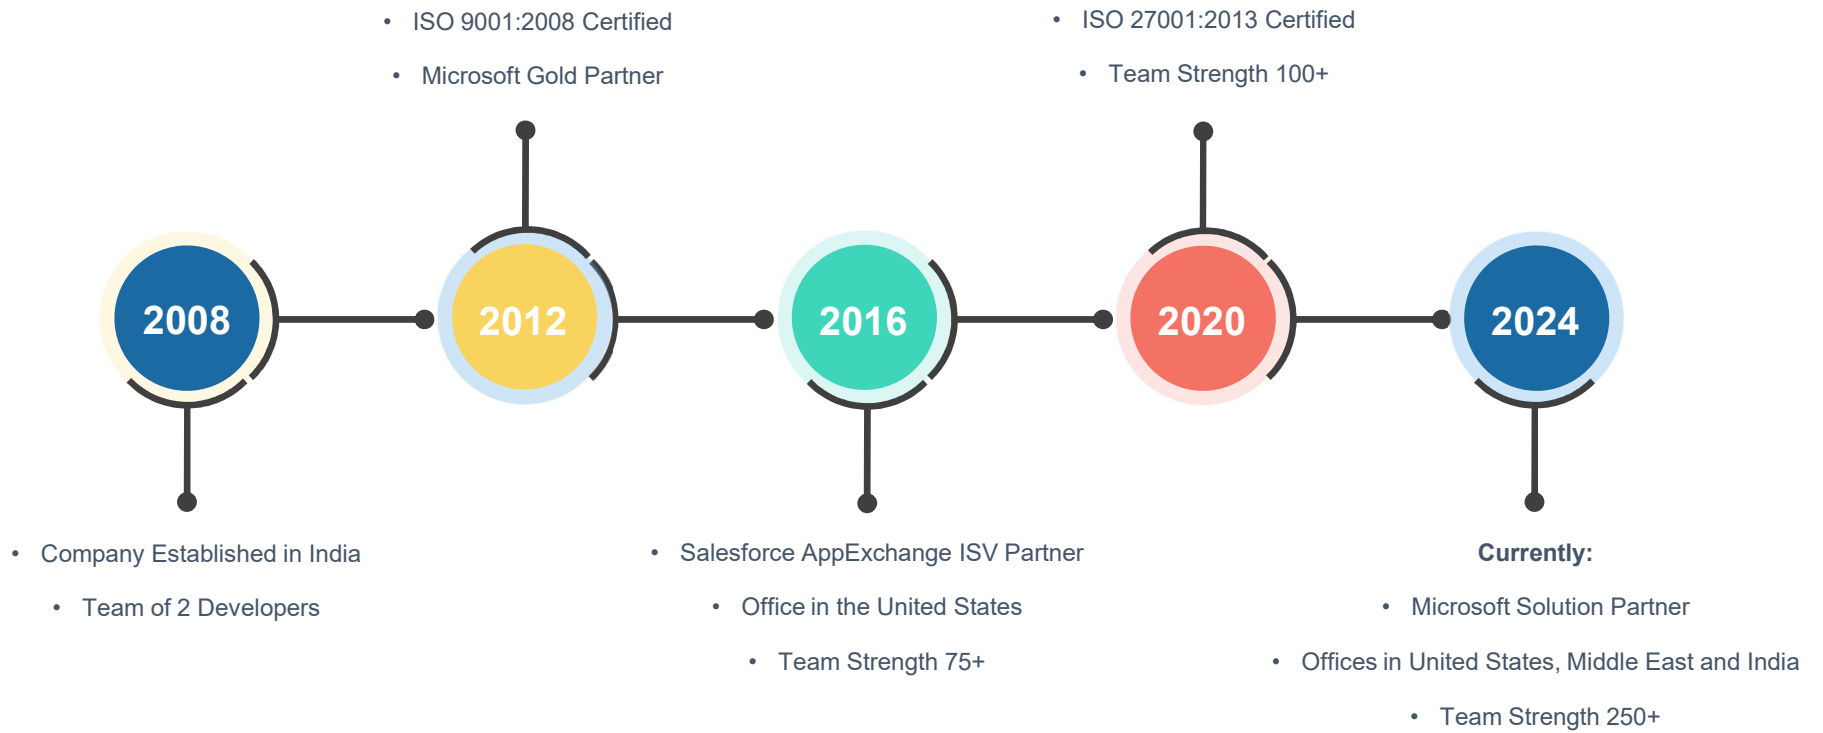 • ISO 9001:2008 Certified
• Microsoft Gold Partner
• ISO 27001:2013 Certified
• Team Strength 100+
2008
2012
2016
2020
2024
• Company Established in India
• Team of 2 Developers
• Salesforce AppExchange ISV Partner
• Office in the United States
• Team Strength 75+
Currently:
• Microsoft Solution Partner
• Offices in United States, Middle East and India
• Team Strength 250+